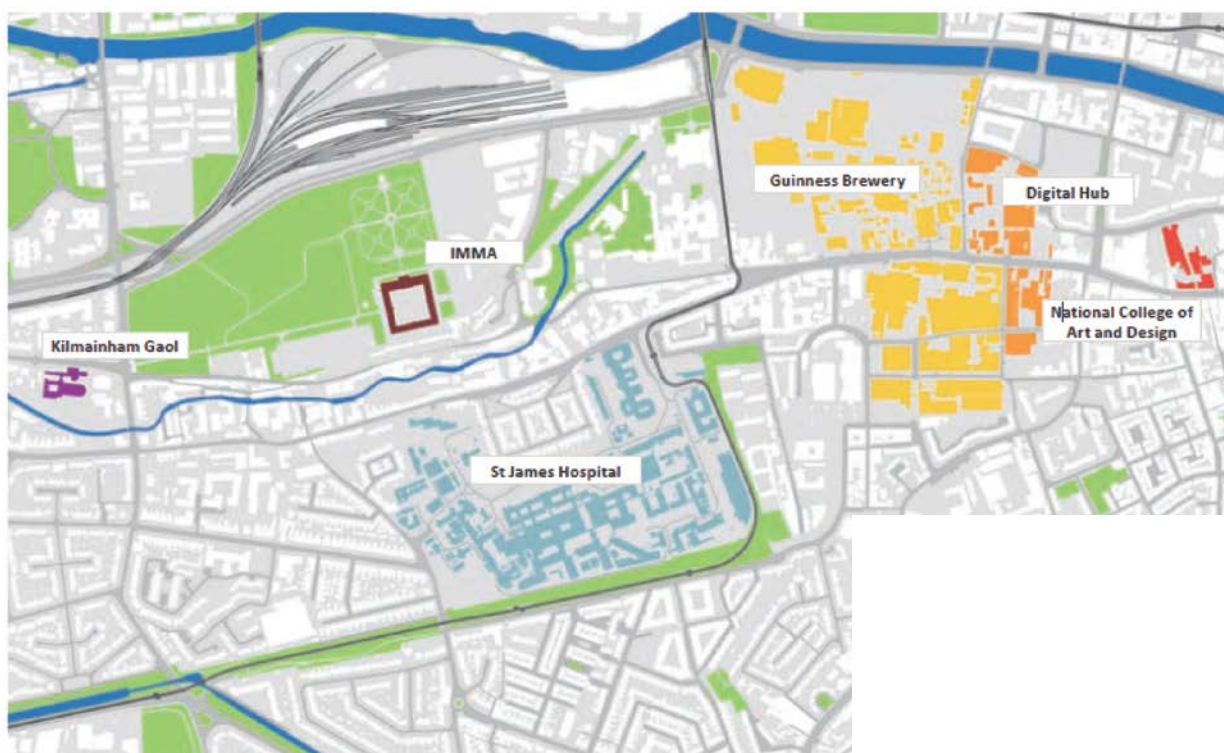 Guinness Brewery
Digital Hub
IMMA
National College of
Art and Design
Kilmainham Gaol
St James Hospital